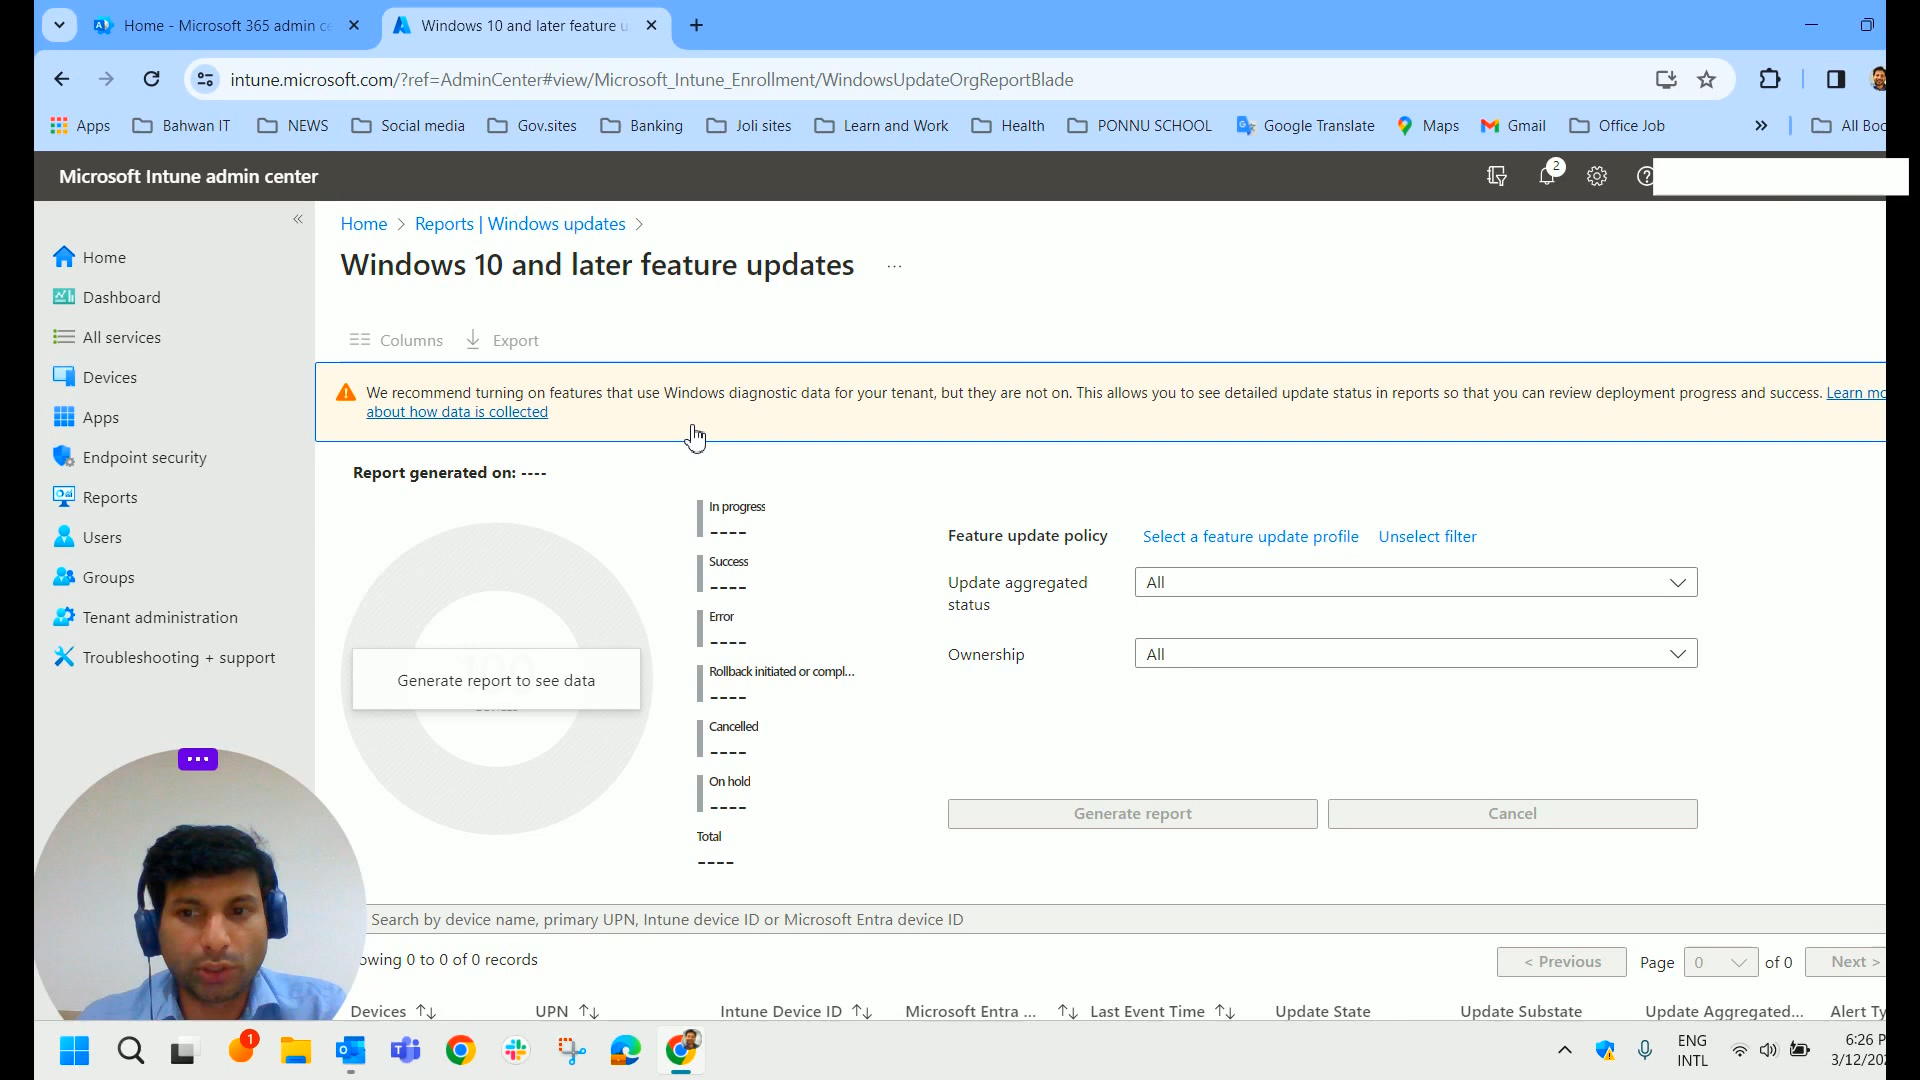 Home - Microsoft 365 admin ce
Windows 10 and later feature u
intune.microsoft.com/?ref=AdminCenter#view/Microsoft_Intune_Enrollment/WindowsUpdateOrgReportBlade
Apps
Bahwan IT
NEWS
Social media
Gov.sites
Banking
Joli sites
Learn and Work
Health
PONNU SCHOOL
Google Translate
Maps
Gmail
Office Job
»
All Boo
Microsoft Intune admin center
2
Home > Reports | Windows updates >
Windows 10 and later feature updates
...
Home
Dashboard
All services
Devices
Apps
Endpoint security
Reports
Users
Groups
Tenant administration
Troubleshooting + support
Columns
Export
We recommend turning on features that use Windows diagnostic data for your tenant, but they are not on. This allows you to see detailed update status in reports so that you can review deployment progress and success. Learn mo
about how data is collected
Report generated on: ----
Generate report to see data
In progress
----
Success
----
Error
----
Rollback initiated or compl...
----
Cancelled
----
On hold
----
Total
----
Feature update policy
Select a feature update profile
Unselect filter
Update aggregated
status
All
Ownership
All
Generate report
Cancel
Search by device name, primary UPN, Intune device ID or Microsoft Entra device ID
owing 0 to 0 of 0 records
< Previous
Page
0
of 0
Next >
Devices
UPN
Intune Device ID
Microsoft Entra ...
Last Event Time
Update State
Update Substate
Update Aggregated...
Alert Ty
1
ENG
INTL
6:26 P
3/12/202